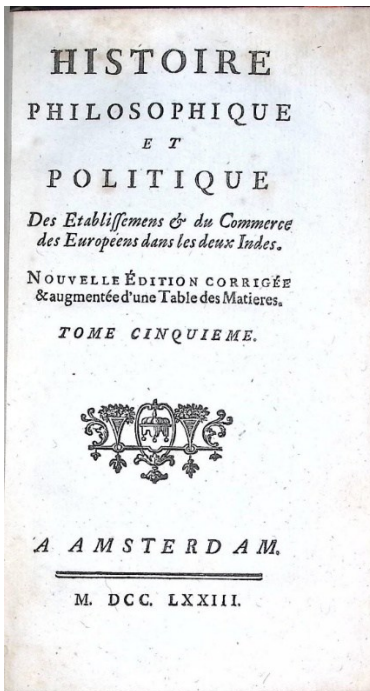 HISTOIRE
PHILOSOPHIQUE
ET
POLITIQUE
Des Etabliſſemens & du Commerce
des Européens dans les deux Indes.
NOUVELLE ÉDITION CORRIGÉE
& augmentée d'une Table des Matieres.
TOME CINQUIEME.
A AMSTERDAM.
M. DCC. LXXIII.